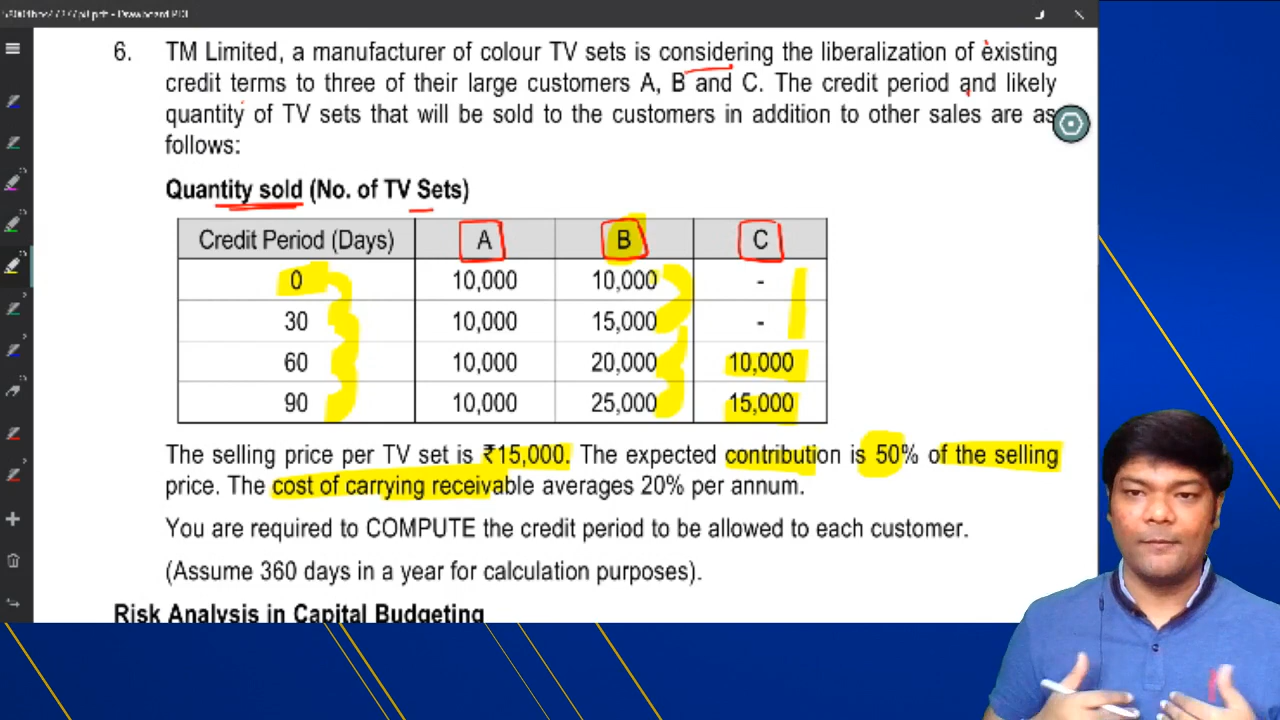 6. TM Limited, a manufacturer of colour TV sets is considering the liberalization of existing
credit terms to three of their large customers A, B and C. The credit period and likely
quantity of TV sets that will be sold to the customers in addition to other sales are as
follows:
Quantity sold (No. of TV Sets)
Credit Period (Days) A B C
0 10,000 10,000 -
30 10,000 15,000 -
60 10,000 20,000 10,000
90 10,000 25,000 15,000
The selling price per TV set is ₹15,000. The expected contribution is 50% of the selling
price. The cost of carrying receivable averages 20% per annum.
You are required to COMPUTE the credit period to be allowed to each customer.
(Assume 360 days in a year for calculation purposes).
Risk Analysis in Capital Budgeting